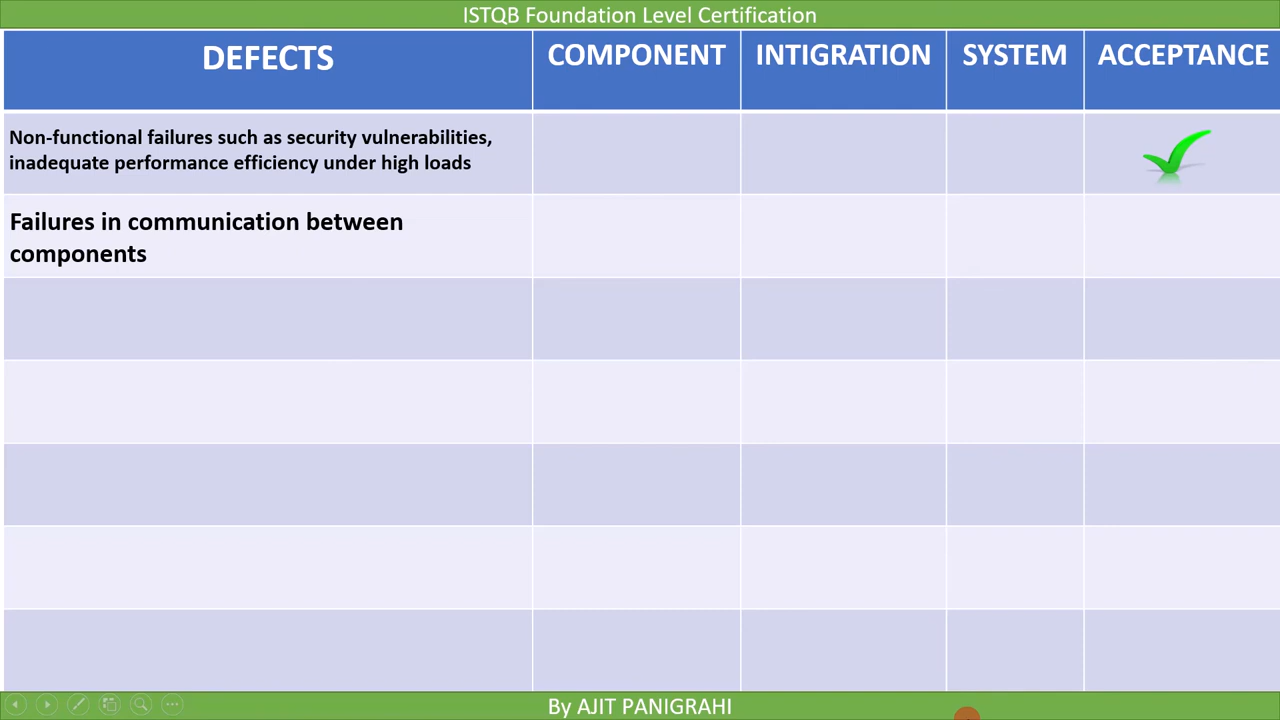 ISTQB Foundation Level Certification
DEFECTS
COMPONENT
INTIGRATION
SYSTEM
ACCEPTANCE
Non-functional failures such as security vulnerabilities,
inadequate performance efficiency under high loads
Failures in communication between
components
By AJIT PANIGRAHI